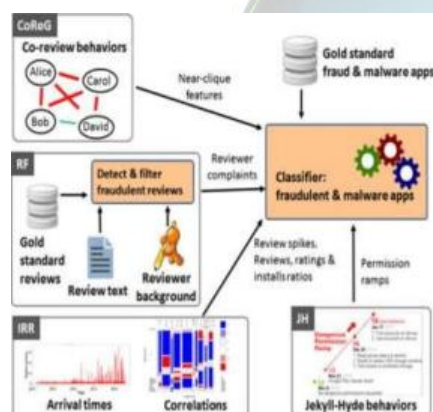 CoReG
Co-review behaviors
Alice
Carol
Bob
David
Near-clique
features
Gold standard
fraud & malware apps
RF
Detect & filter
fraudulent reviews
Gold
standard
reviews
Review text
Reviewer
background
Reviewer
complaints
Classifier:
fraudulent & malware apps
Review spikes,
Reviews, ratings &
installs ratios
Permission
ramps
IRR
Arrival times
Correlations
JH
Jekyll-Hyde behaviors